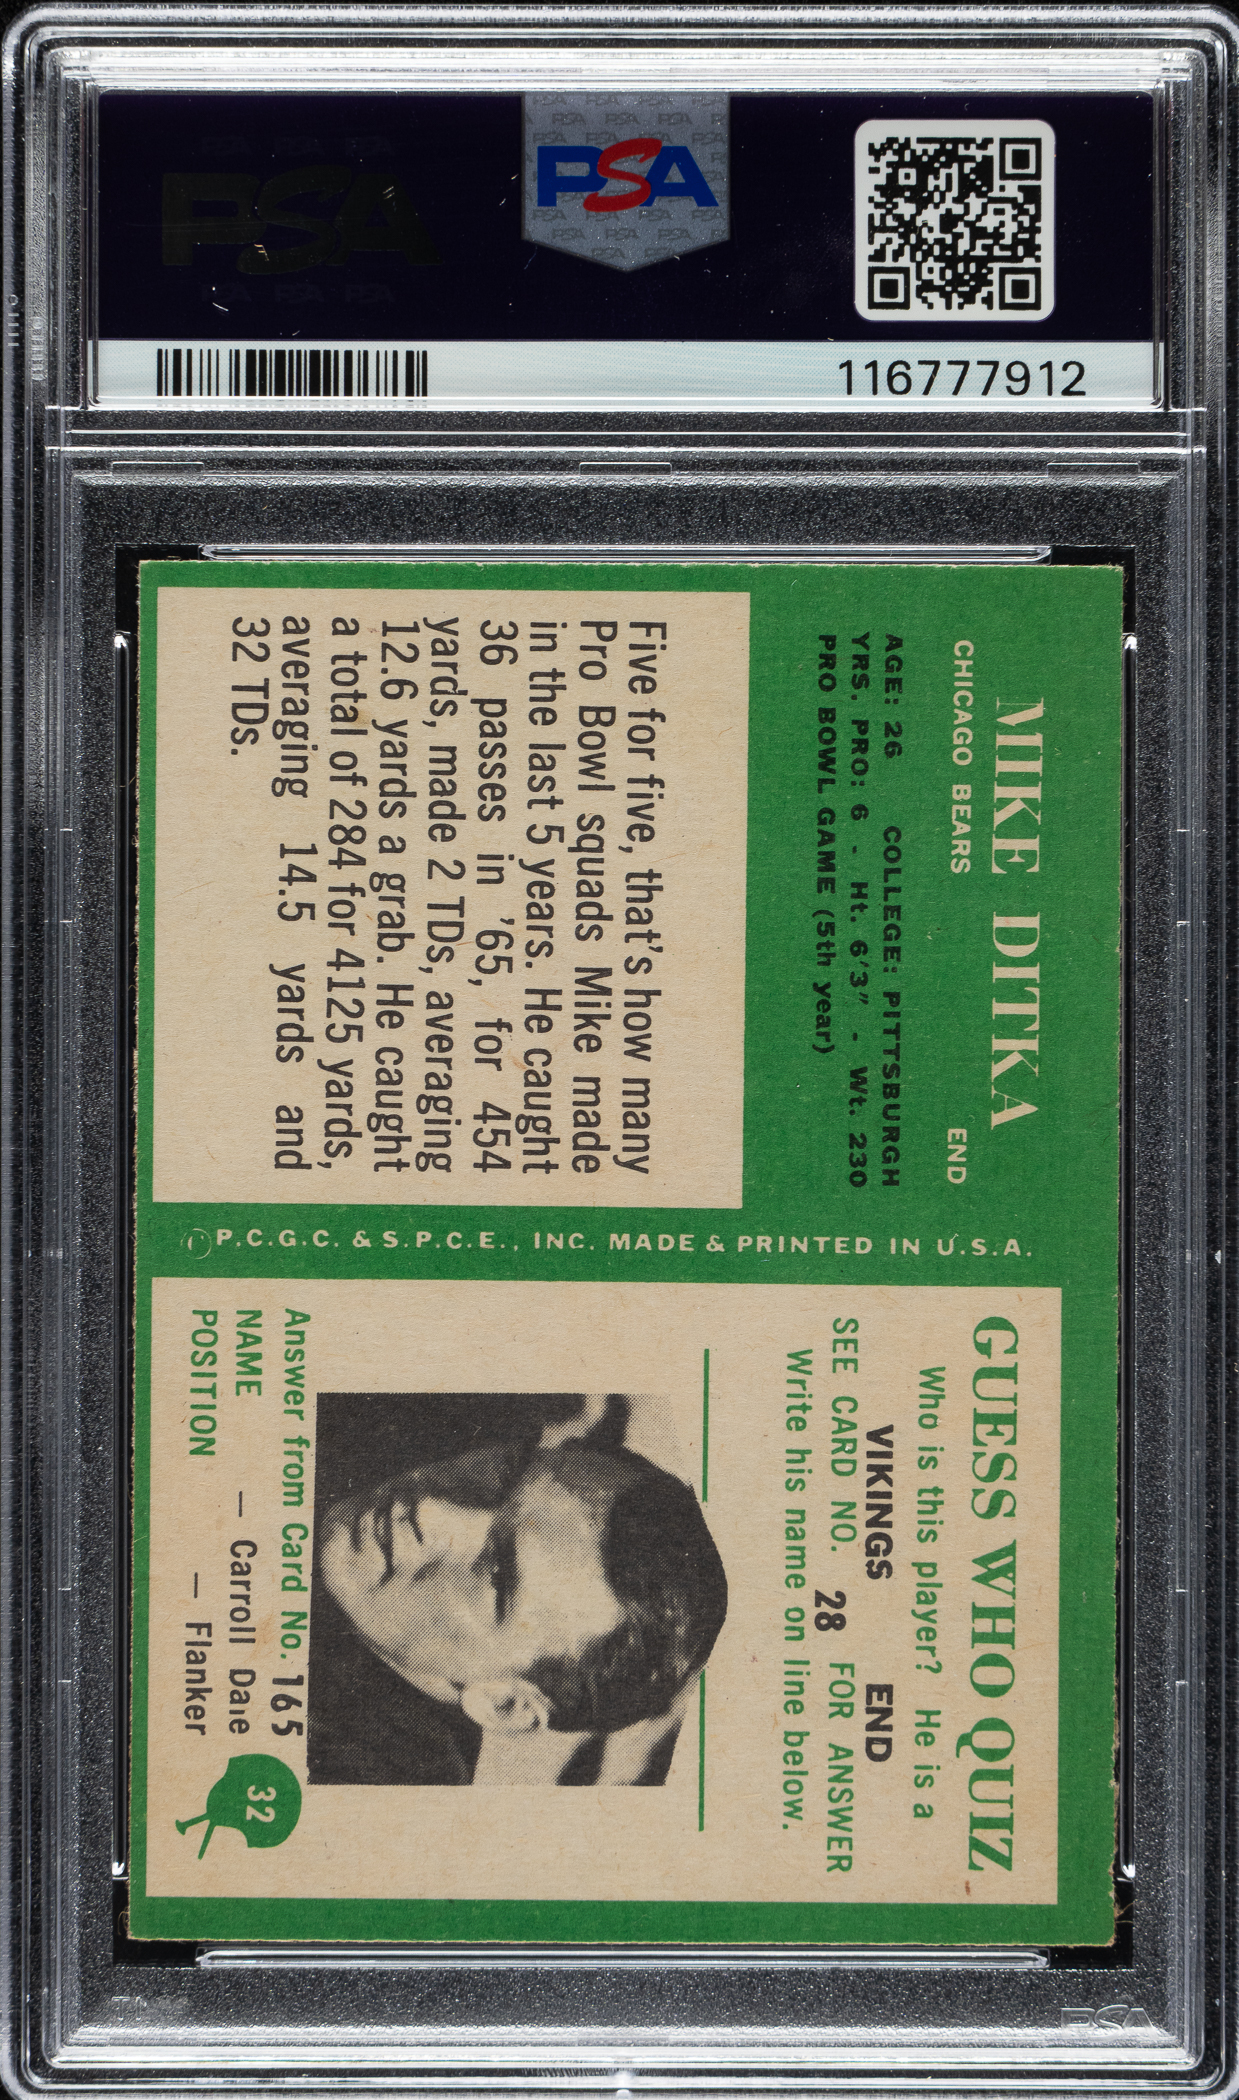 PSA
PSA
116777912
MIKE DITKA
CHICAGO BEARS END
AGE: 26 COLLEGE: PITTSBURGH
YRS. PRO: 6 - Ht. 6'3" - Wt. 230
PRO BOWL GAME (5th year)
Five for five, that's how many
Pro Bowl squads Mike made
in the last 5 years. He caught
36 passes in '65, for 454
yards, made 2 TDs, averaging
12.6 yards a grab. He caught
a total of 284 for 4125 yards,
averaging 14.5 yards and
32 TDs.
© P.C.G.C. & S.P.C.E., INC. MADE & PRINTED IN U.S.A.
GUESS WHO QUIZ
Who is this player? He is a
VIKINGS END
SEE CARD NO. 28 FOR ANSWER
Write his name on line below.
Answer from Card No. 165
NAME — Carroll Dale
POSITION — Flanker
32
PSA